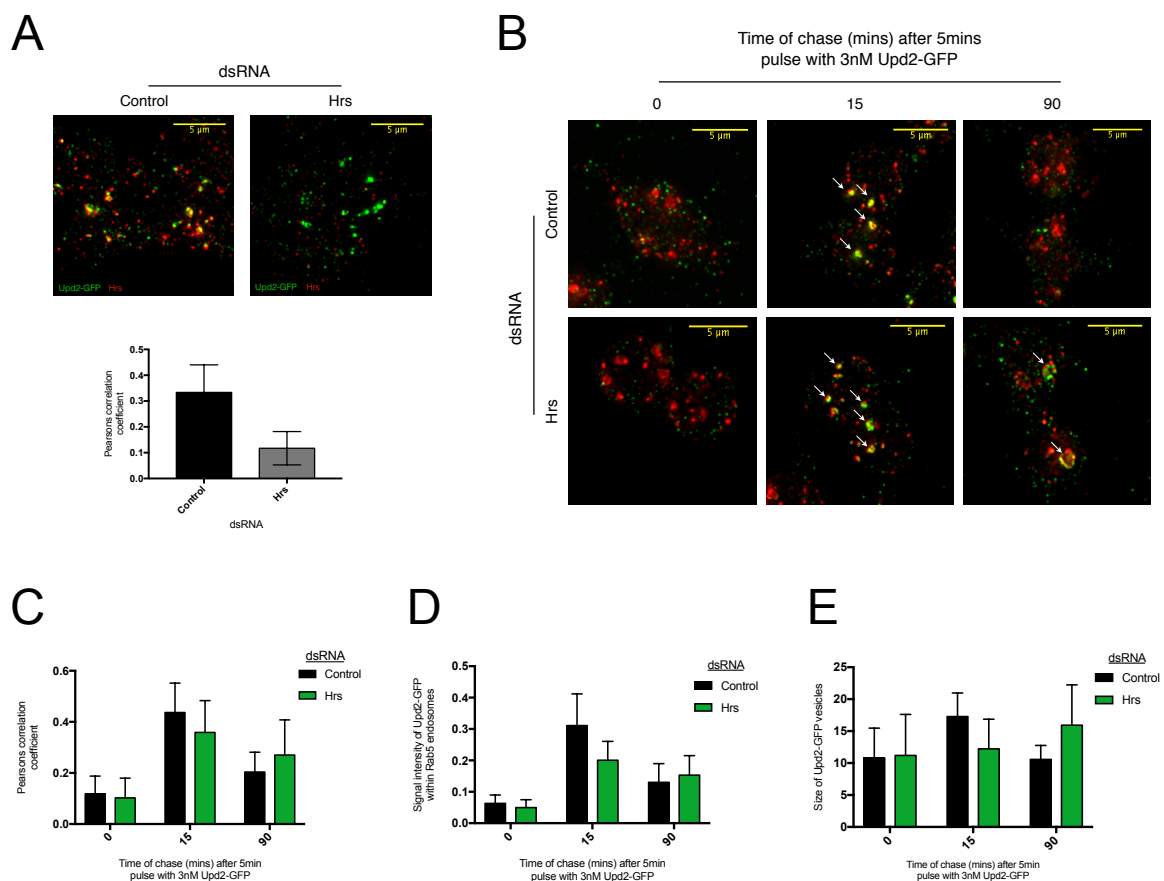 A
dsRNA
Control Hrs
5 μm 5 μm
Upd2-GFP Hrs Upd2-GFP Hrs
Pearsons correlation
coefficient
0.5
0.4
0.3
0.2
0.1
0.0
Control Hrs
dsRNA
B
Time of chase (mins) after 5mins
pulse with 3nM Upd2-GFP
0 15 90
dsRNA
Control
5 μm 5 μm 5 μm
Hrs
5 μm 5 μm 5 μm
C
Pearsons correlation
coefficient
0.6
0.4
0.2
0.0
dsRNA
Control
Hrs
0 15 90
Time of chase (mins) after 5min
pulse with 3nM Upd2-GFP
D
Signal intensity of Upd2-GFP
within Rab5 endosomes
0.5
0.4
0.3
0.2
0.1
0.0
dsRNA
Control
Hrs
0 15 90
Time of chase (mins) after 5min
pulse with 3nM Upd2-GFP
E
Size of Upd2-GFP vesicles
25
20
15
10
5
0
dsRNA
Control
Hrs
0 15 90
Time of chase (mins) after 5min
pulse with 3nM Upd2-GFP